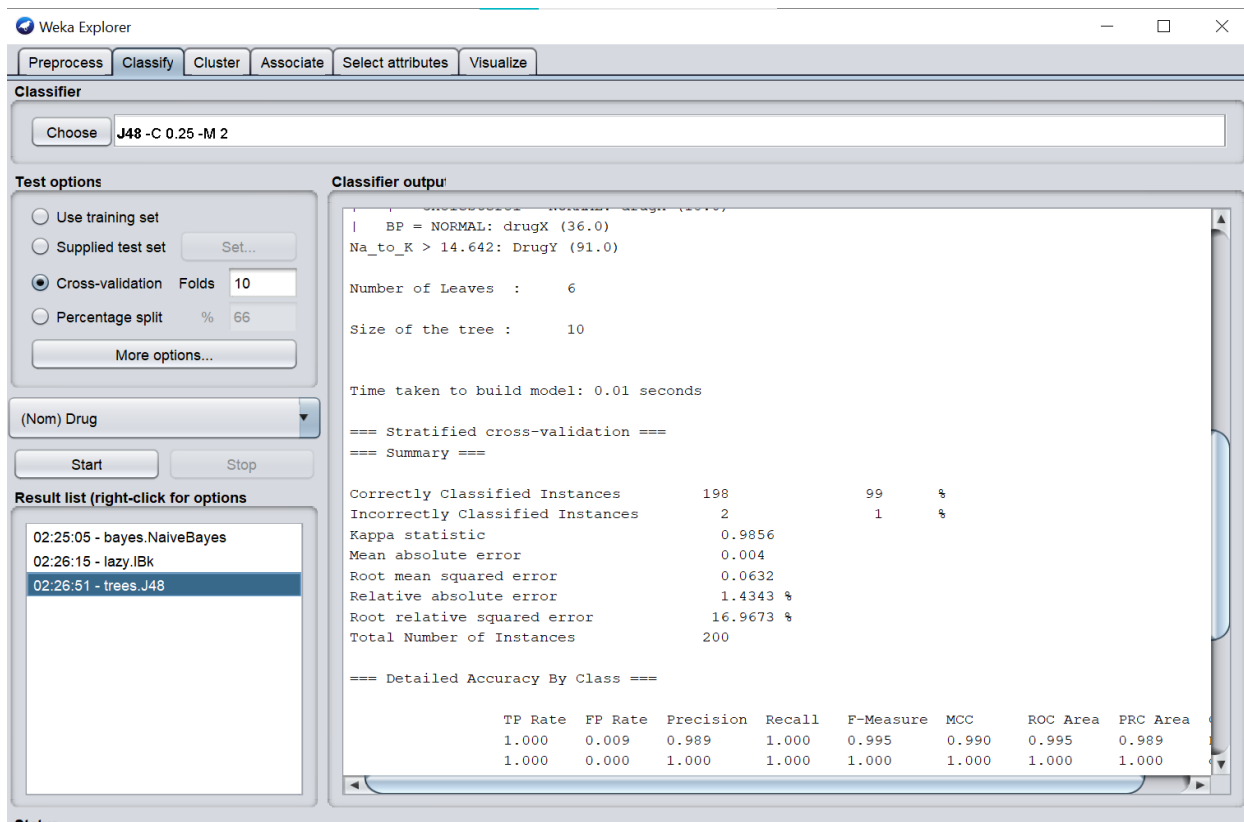 Weka Explorer
Preprocess Classify Cluster Associate Select attributes Visualize
Classifier
Choose J48 -C 0.25 -M 2
Test options
Use training set
Supplied test set Set...
Cross-validation Folds 10
Percentage split % 66
More options...
(Nom) Drug
Start Stop
Result list (right-click for options
02:25:05 - bayes.NaiveBayes
02:26:15 - lazy.IBk
02:26:51 - trees.J48
Classifier output
| BP = NORMAL: drugX (36.0)
Na_to_K > 14.642: DrugY (91.0)
Number of Leaves : 6
Size of the tree : 10
Time taken to build model: 0.01 seconds
=== Stratified cross-validation ===
=== Summary ===
Correctly Classified Instances 198 99 %
Incorrectly Classified Instances 2 1 %
Kappa statistic 0.9856
Mean absolute error 0.004
Root mean squared error 0.0632
Relative absolute error 1.4343 %
Root relative squared error 16.9673 %
Total Number of Instances 200
=== Detailed Accuracy By Class ===
TP Rate FP Rate Precision Recall F-Measure MCC ROC Area PRC Area
1.000 0.009 0.989 1.000 0.995 0.990 0.995 0.989
1.000 0.000 1.000 1.000 1.000 1.000 1.000 1.000